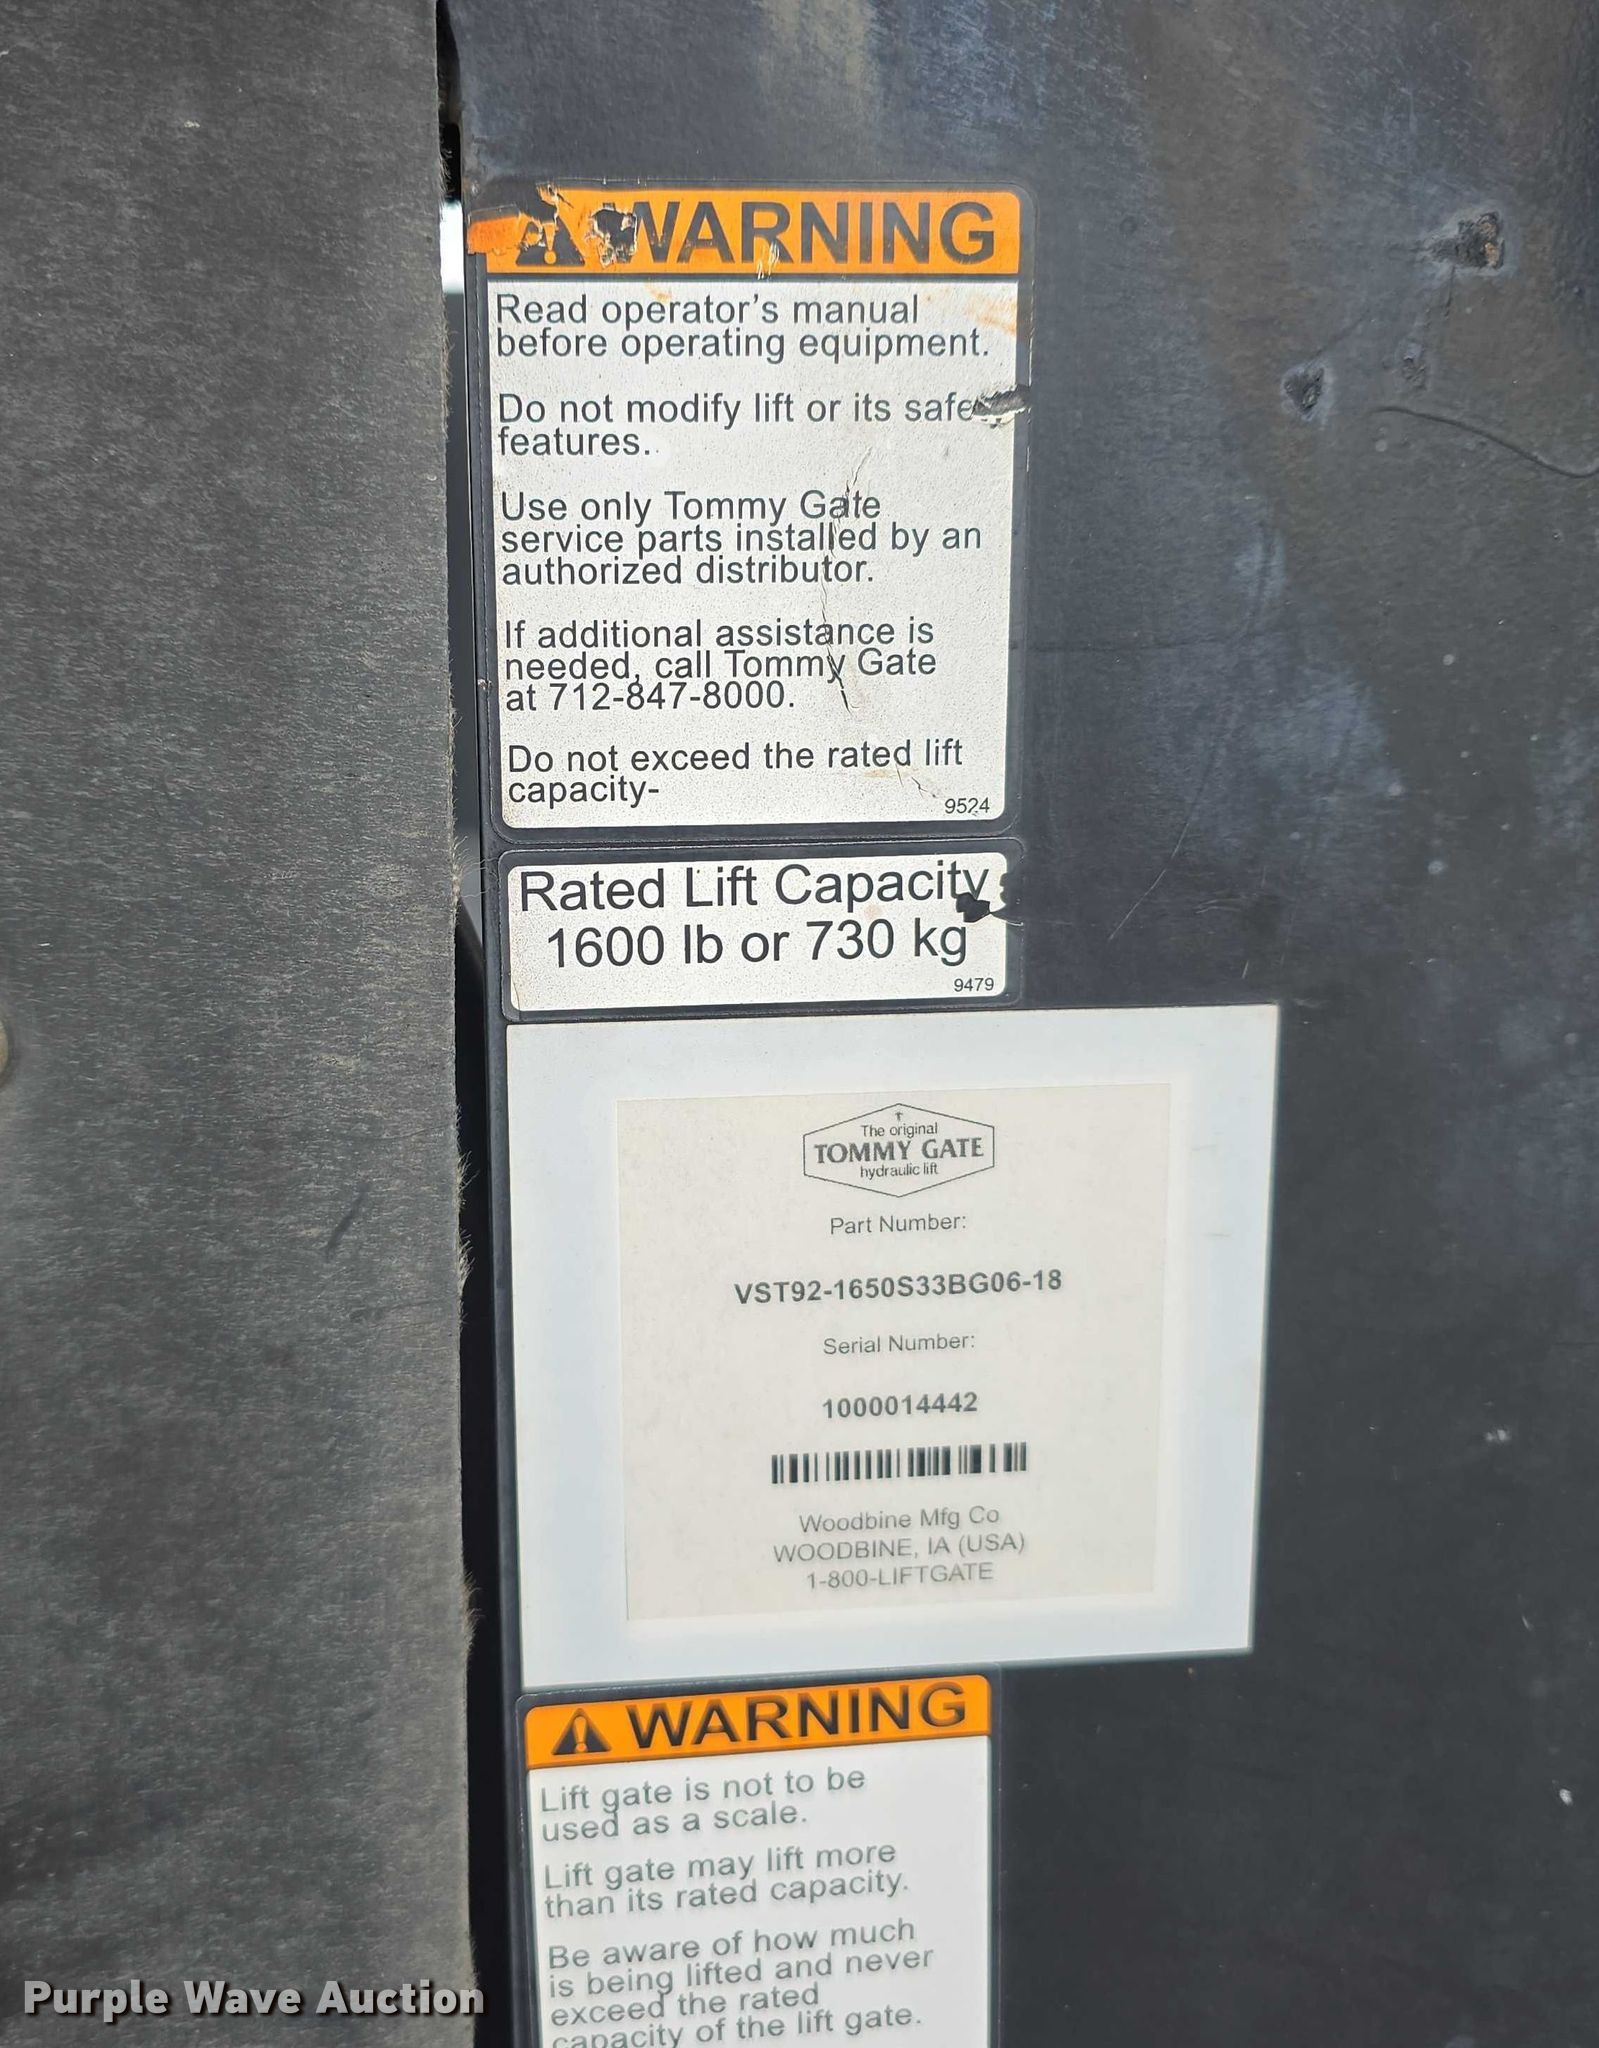 WARNING
Read operator's manual
before operating equipment.
Do not modify lift or its safe
features.
Use only Tommy Gate
service parts installed by an
authorized distributor.
If additional assistance is
needed, call Tommy Gate
at 712-847-8000.
Do not exceed the rated lift
capacity-
9524
Rated Lift Capacity
1600 lb or 730 kg
9479
The original
TOMMY GATE
hydraulic lift
Part Number:
VST92-1650S33BG06-18
Serial Number:
1000014442
Woodbine Mfg Co
WOODBINE, IA (USA)
1-800-LIFTGATE
WARNING
Lift gate is not to be
used as a scale.
Lift gate may lift more
than its rated capacity.
Be aware of how much
is being lifted and never
exceed the rated
capacity of the lift gate.
Purple Wave Auction